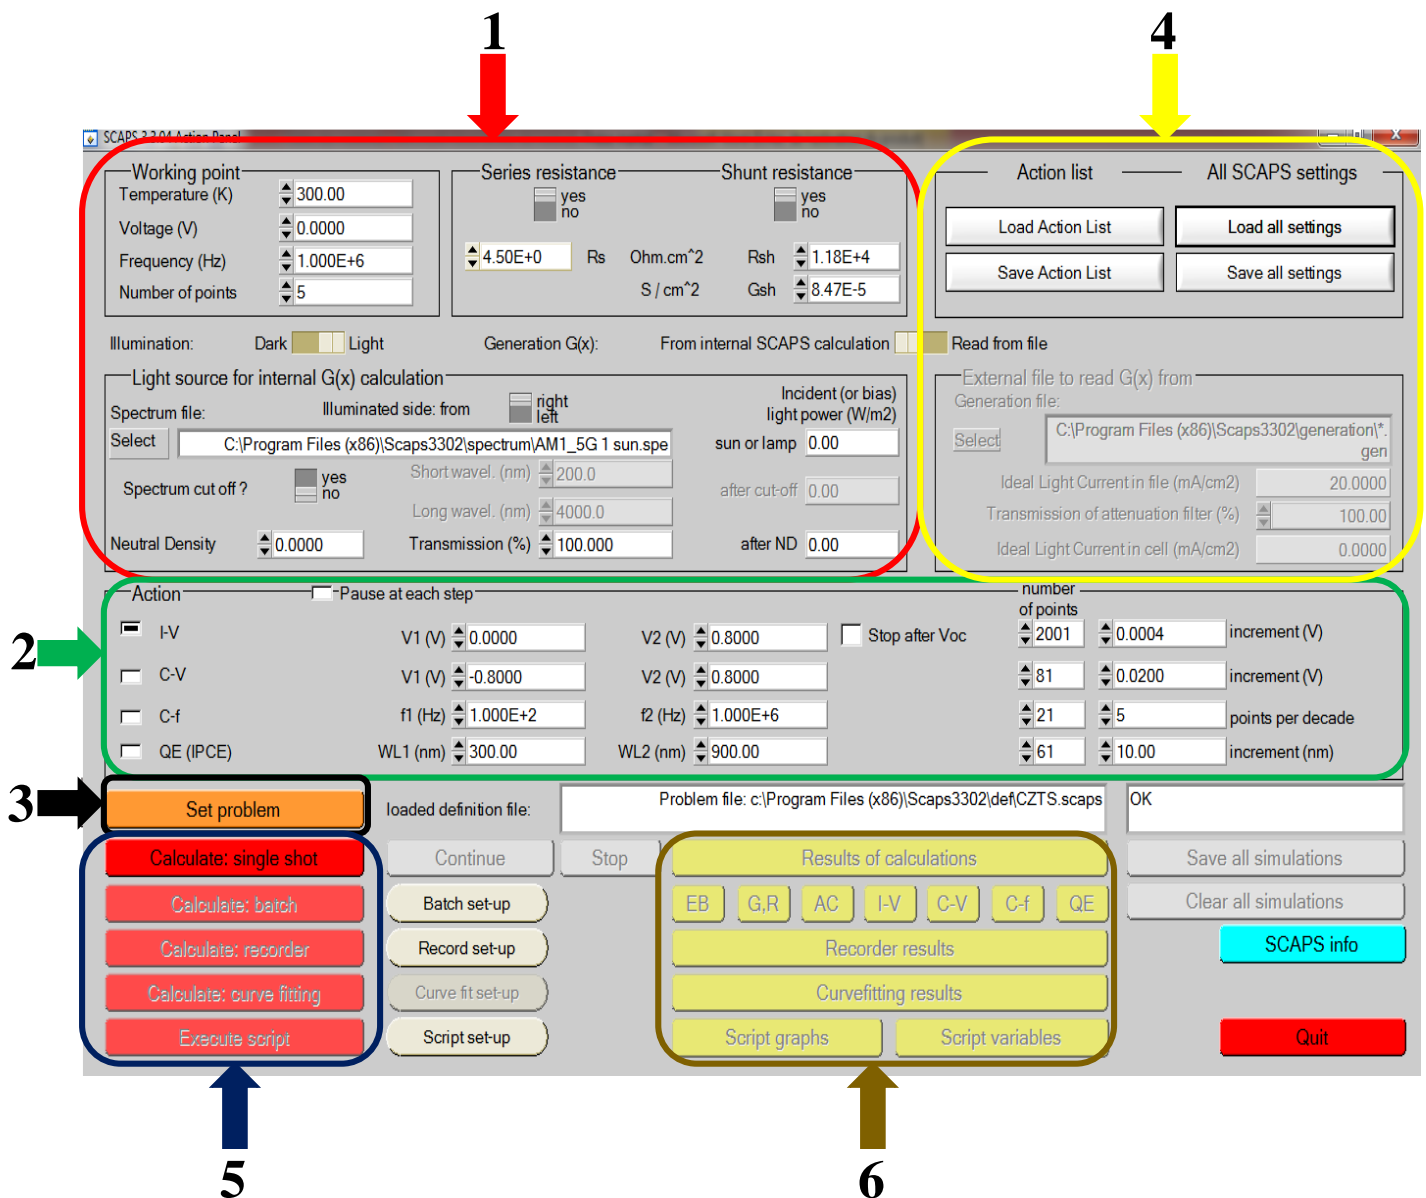 1
4
SCAPS 3.3.04 Action Panel
Working point
Series resistance
Shunt resistance
Action list
All SCAPS settings
Temperature (K) 300.00
yes
no
yes
no
Voltage (V) 0.0000
Load Action List
Load all settings
Frequency (Hz) 1.000E+6
4.50E+0 Rs Ohm.cm^2 Rsh 1.18E+4
Save Action List
Save all settings
Number of points 5
S / cm^2 Gsh 8.47E-5
Illumination: Dark Light Generation G(x): From internal SCAPS calculation Read from file
Light source for internal G(x) calculation
External file to read G(x) from
Spectrum file: Illuminated side: from right
left
Incident (or bias)
light power (W/m2)
Generation file:
Select C:\Program Files (x86)\Scaps3302\spectrum\AM1_5G 1 sun.spe
sun or lamp 0.00
Select C:\Program Files (x86)\Scaps3302\generation\*.
gen
Spectrum cut off ? yes
no
Short wavel. (nm) 200.0
after cut-off 0.00
Ideal Light Current in file (mA/cm2) 20.0000
Long wavel. (nm) 4000.0
Transmission of attenuation filter (%) 100.00
Neutral Density 0.0000 Transmission (%) 100.000 after ND 0.00
Ideal Light Current in cell (mA/cm2) 0.0000
Action Pause at each step
number
of points
2
I-V V1 (V) 0.0000 V2 (V) 0.8000 Stop after Voc 2001 0.0004 increment (V)
C-V V1 (V) -0.8000 V2 (V) 0.8000 81 0.0200 increment (V)
C-f f1 (Hz) 1.000E+2 f2 (Hz) 1.000E+6 21 5 points per decade
QE (IPCE) WL1 (nm) 300.00 WL2 (nm) 900.00 61 10.00 increment (nm)
3
Set problem loaded definition file: Problem file: c:\Program Files (x86)\Scaps3302\def\CZTS.scaps OK
Calculate: single shot Continue Stop Results of calculations Save all simulations
Calculate: batch Batch set-up EB G,R AC I-V C-V C-f QE Clear all simulations
Calculate: recorder Record set-up Recorder results SCAPS info
Calculate: curve fitting Curve fit set-up Curvefitting results
Execute script Script set-up Script graphs Script variables Quit
5
6